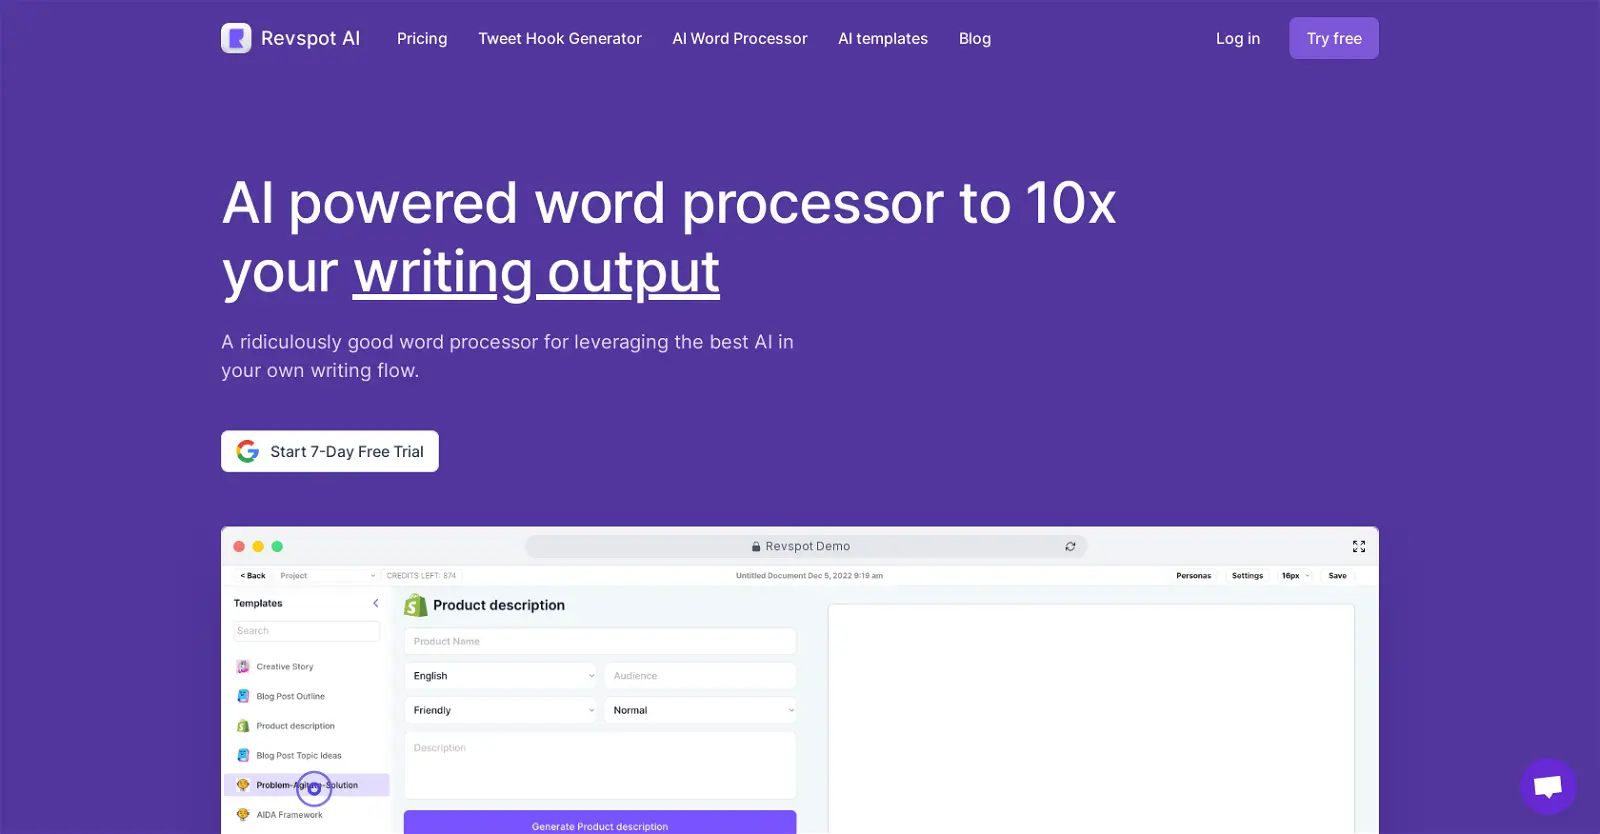 Revspot AI
Pricing
Tweet Hook Generator
AI Word Processor
AI templates
Blog
Log in
Try free
AI powered word processor to 10x
your writing output
A ridiculously good word processor for leveraging the best AI in
your own writing flow.
Start 7-Day Free Trial
Revspot Demo
< Back
Project
CREDITS LEFT: 874
Untitled Document Dec 5, 2022 9:19 am
Personas
Settings
16px
Save
Templates
Search
Creative Story
Blog Post Outline
Product description
Blog Post Topic Ideas
Problem-Agitate-Solution
AIDA Framework
Product description
Product Name
English
Audience
Friendly
Normal
Description
Generate Product description